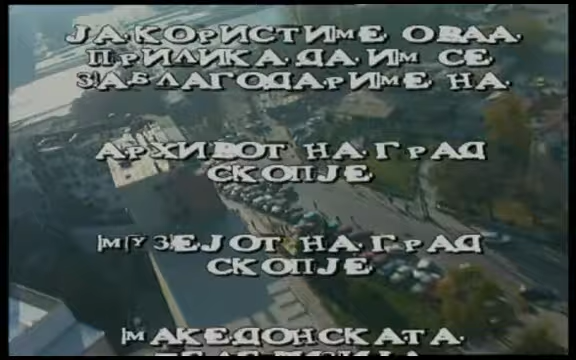 ЈА КОРИСТИМЕ ОВАА
ПРИЛИКА ДА ИМ СЕ
ЗАБЛАГОДАРИМЕ НА
АРХИВОТ НА ГРАД
СКОПЈЕ
МУЗЕЈОТ НА ГРАД
СКОПЈЕ
МАКЕДОНСКАТА